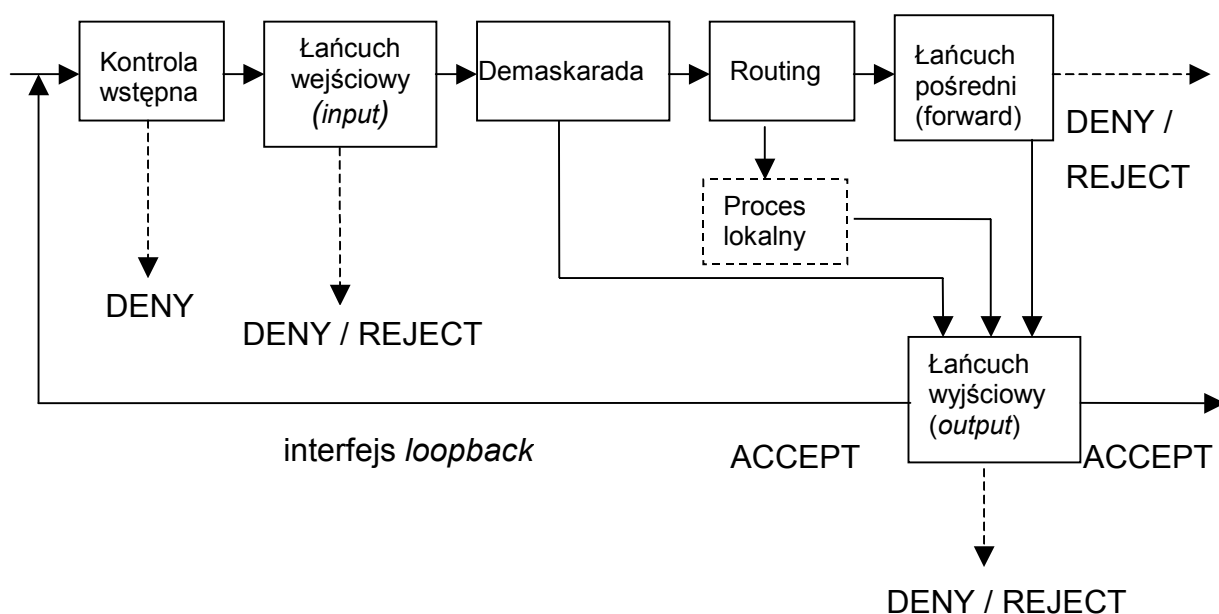 Kontrola
wstępna
Łańcuch
wejściowy
(input)
Demaskarada
Routing
Łańcuch
pośredni
(forward)
DENY /
REJECT
Proces
lokalny
DENY
DENY / REJECT
Łańcuch
wyjściowy
(output)
interfejs loopback
ACCEPT
ACCEPT
DENY / REJECT